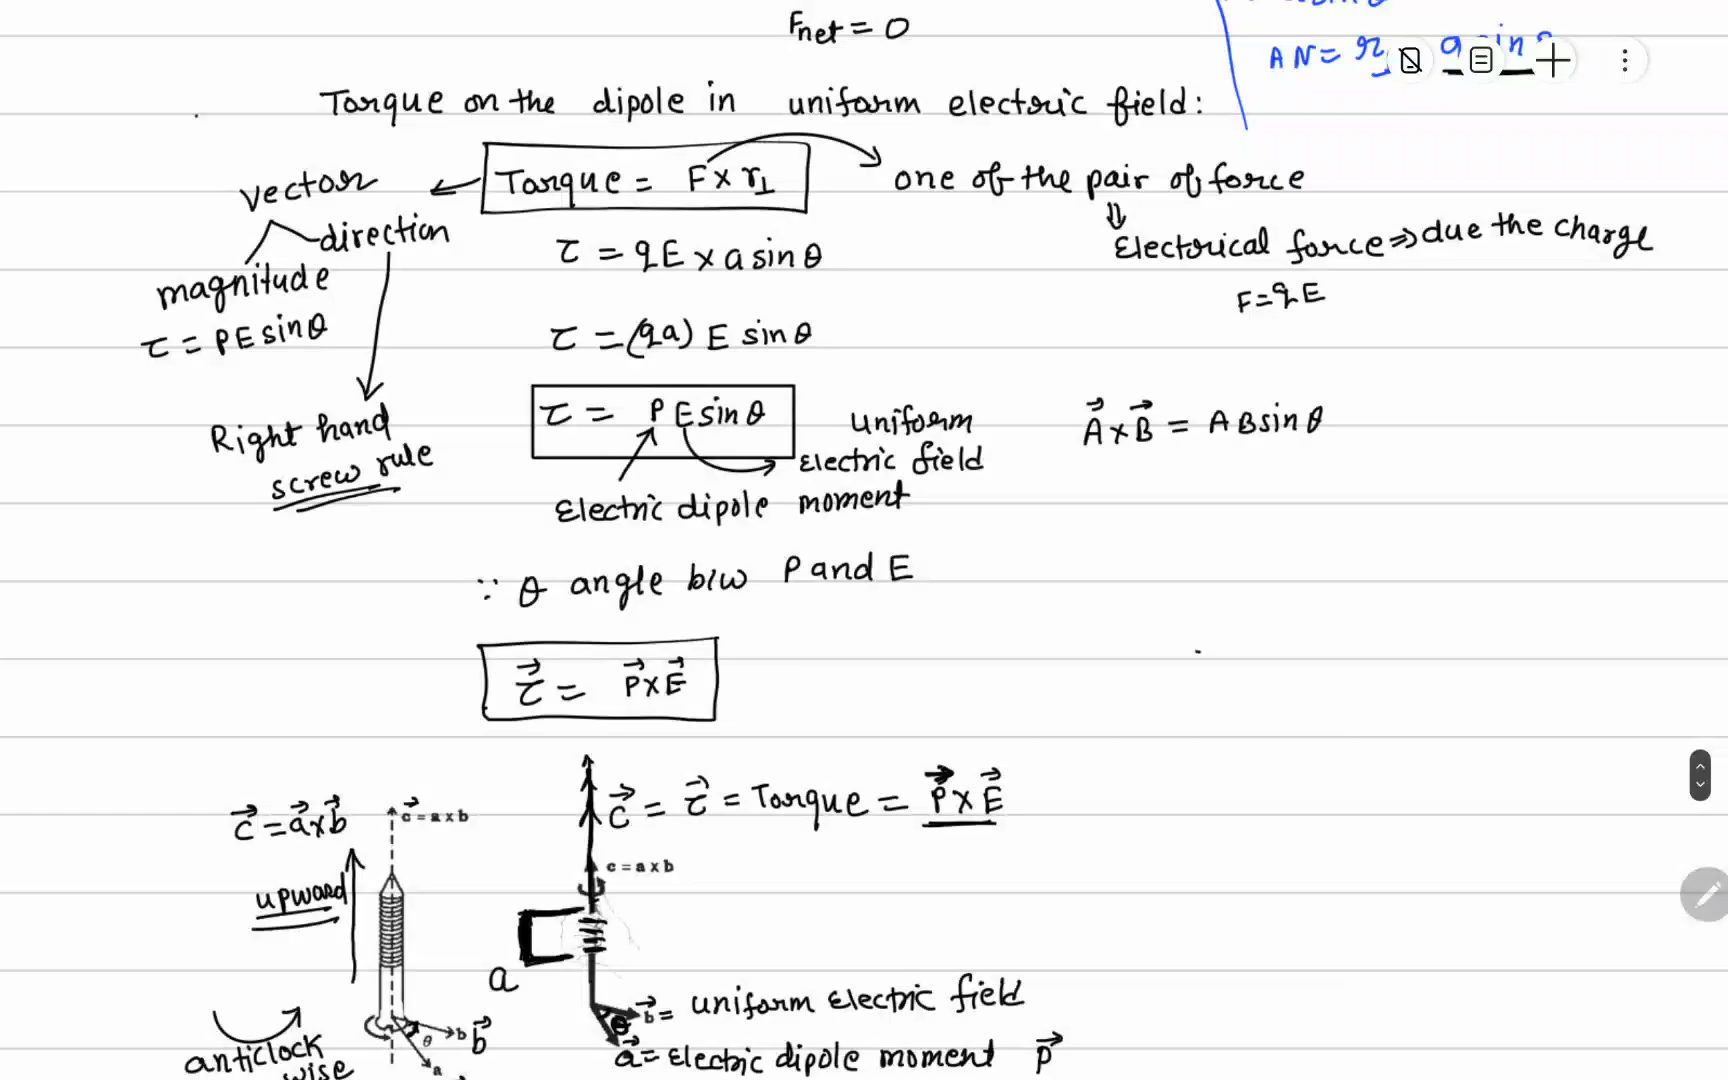 Fnet = 0
AN = r
Torque on the dipole in uniform electric field:
vector
Torque = F x r⊥
one of the pair of force
direction
magnitude
τ = qE x a sinθ
Electrical force ⇒ due the charge
F = qE
τ = PE sinθ
τ = (qa) E sinθ
Right hand
screw rule
τ = PE sinθ
uniform
electric field
A⃗ x B⃗ = AB sinθ
Electric dipole moment
∵ θ angle b/w P and E
τ⃗ = P⃗ x E⃗
c⃗ = a⃗ x b⃗
c⃗ = a x b
c⃗ = τ⃗ = Torque = P⃗ x E⃗
c = a x b
upward
a
b⃗ = uniform electric field
θ
θ
b b⃗
a
a⃗ = Electric dipole moment p⃗
anticlock
wise